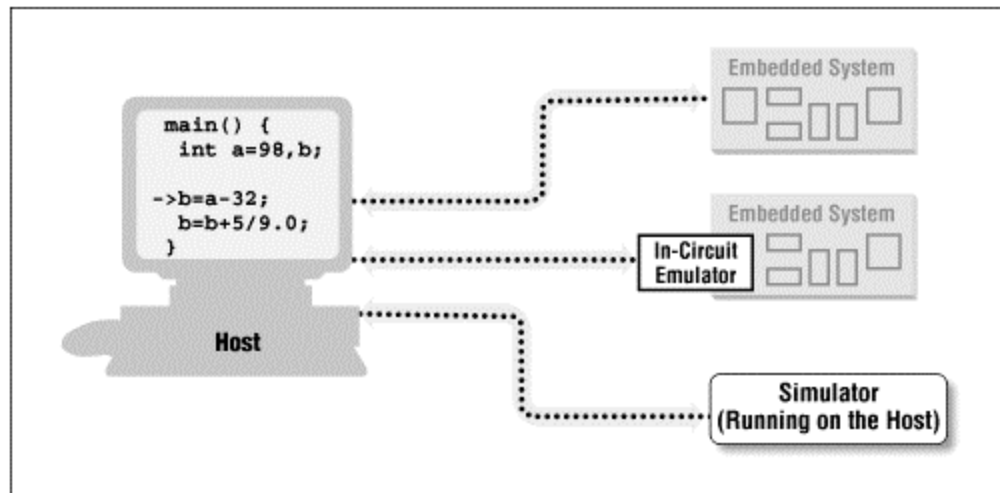 main() {
int a=98,b;
->b=a-32;
b=b+5/9.0;
}
Host
Embedded System
Embedded System
In-Circuit
Emulator
Simulator
(Running on the Host)